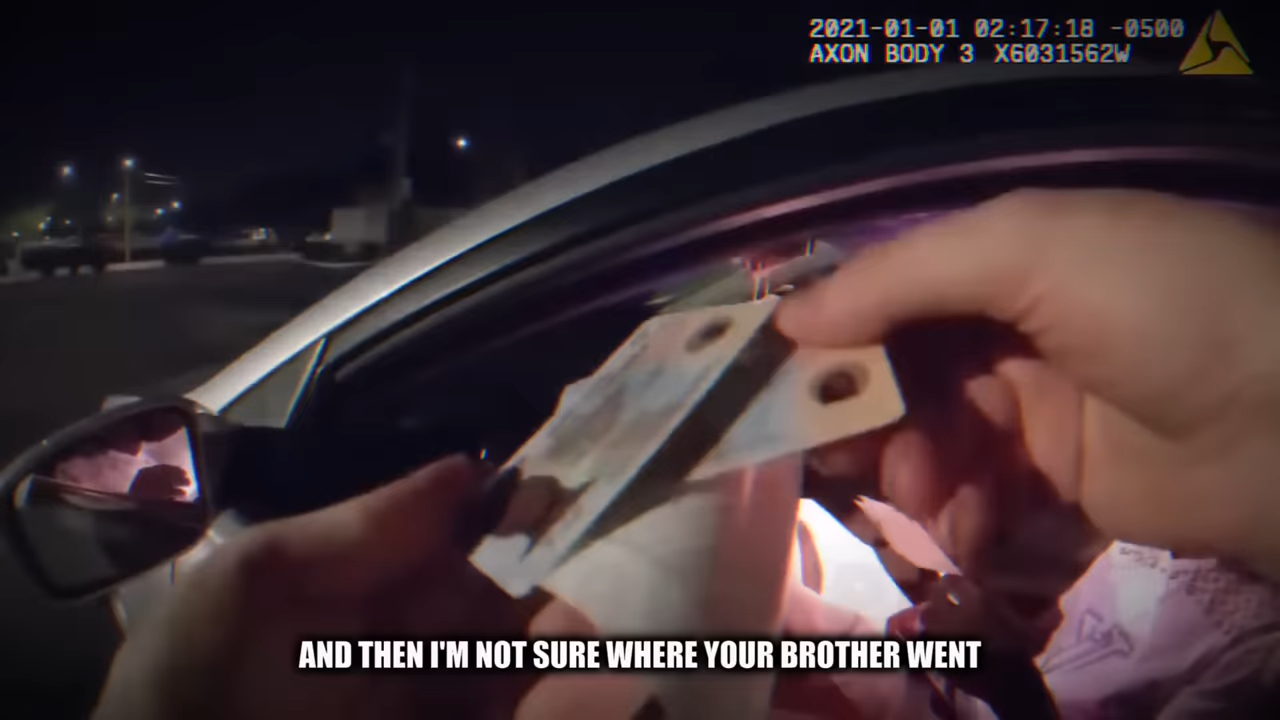 2021-01-01 02:17:18 -0500
AXON BODY 3 X6031562W
AND THEN I'M NOT SURE WHERE YOUR BROTHER WENT